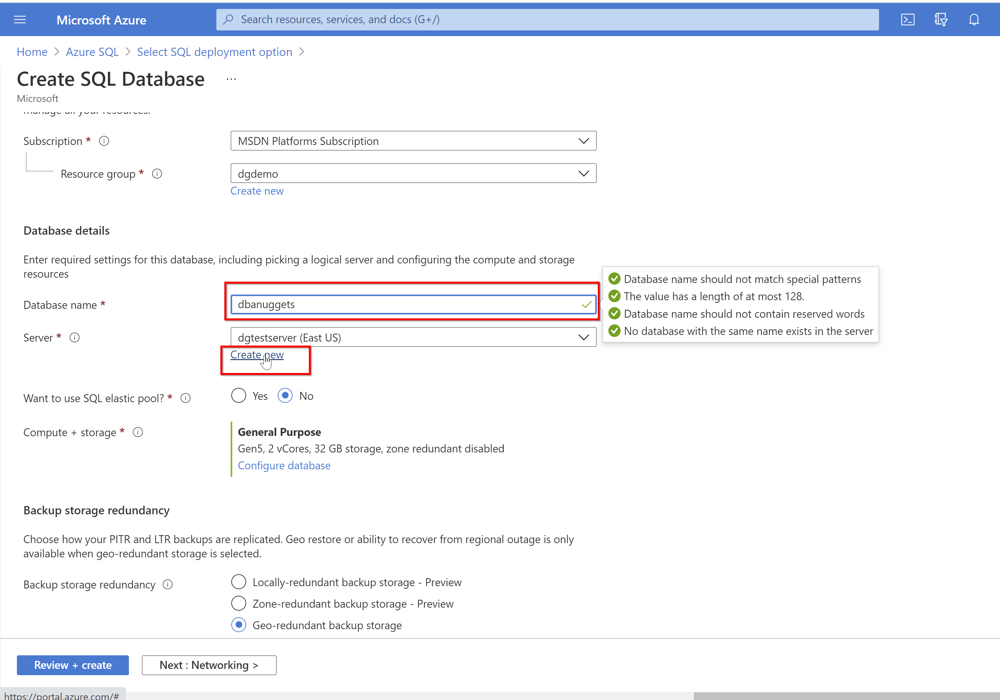 Microsoft Azure
Search resources, services, and docs (G+/)
Home > Azure SQL > Select SQL deployment option >
Create SQL Database ...
Microsoft
manage all your resources.
Subscription * MSDN Platforms Subscription
Resource group * dgdemo
Create new
Database details
Enter required settings for this database, including picking a logical server and configuring the compute and storage
resources
Database name * dbanuggets
Database name should not match special patterns
The value has a length of at most 128.
Database name should not contain reserved words
No database with the same name exists in the server
Server * dgtestserver (East US)
Create new
Want to use SQL elastic pool? * Yes No
Compute + storage * General Purpose
Gen5, 2 vCores, 32 GB storage, zone redundant disabled
Configure database
Backup storage redundancy
Choose how your PITR and LTR backups are replicated. Geo restore or ability to recover from regional outage is only
available when geo-redundant storage is selected.
Backup storage redundancy Locally-redundant backup storage - Preview
Zone-redundant backup storage - Preview
Geo-redundant backup storage
Review + create Next : Networking >
https://portal.azure.com/#